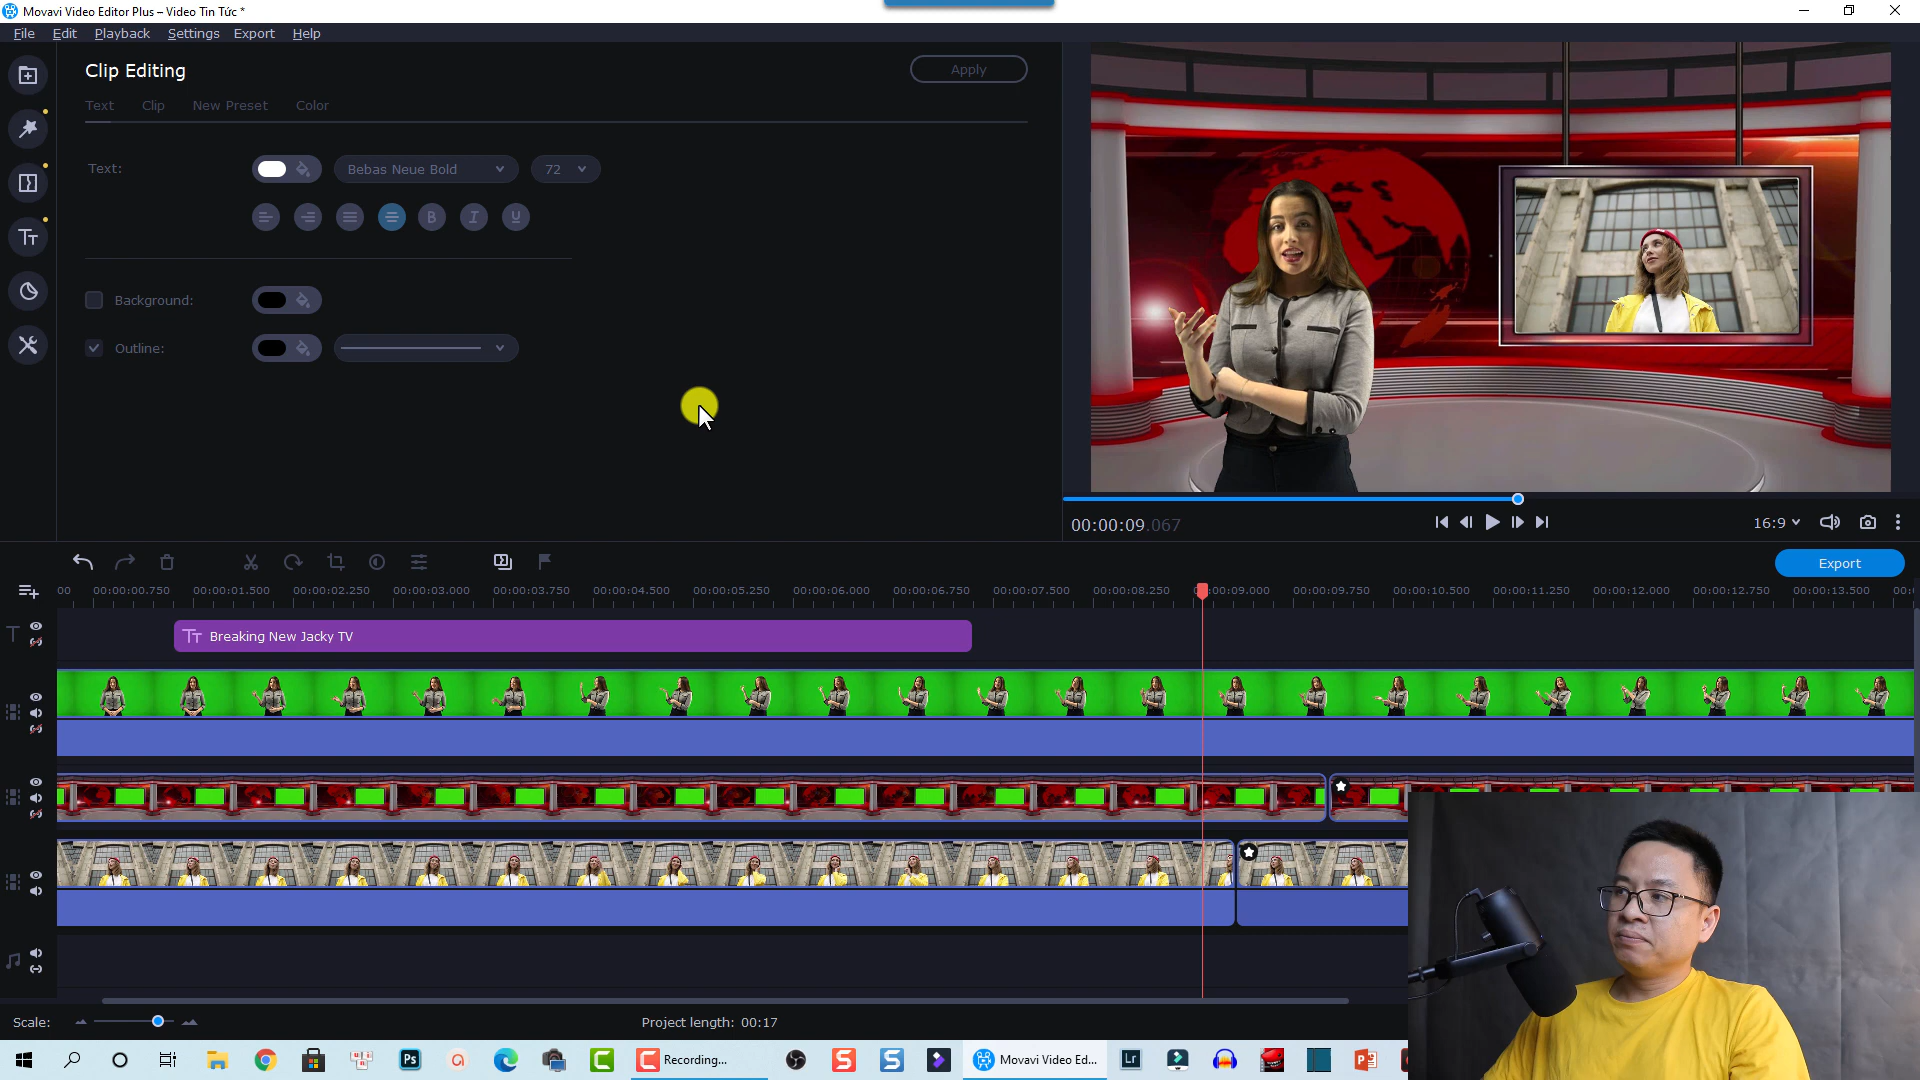 Movavi Video Editor Plus – Video Tin Tức *
File Edit Playback Settings Export Help
Clip Editing
Apply
Text Clip New Preset Color
Text: Bebas Neue Bold 72
B I U
Background:
Outline:
00:00:09.067
16:9
Export
00 00:00:00.750 00:00:01.500 00:00:02.250 00:00:03.000 00:00:03.750 00:00:04.500 00:00:05.250 00:00:06.000 00:00:06.750 00:00:07.500 00:00:08.250 00:00:09.000 00:00:09.750 00:00:10.500 00:00:11.250 00:00:12.000 00:00:12.750 00:00:13.500
Breaking New Jacky TV
Scale:
Project length: 00:17
Ps
Recording...
Movavi Video Ed...
Lr